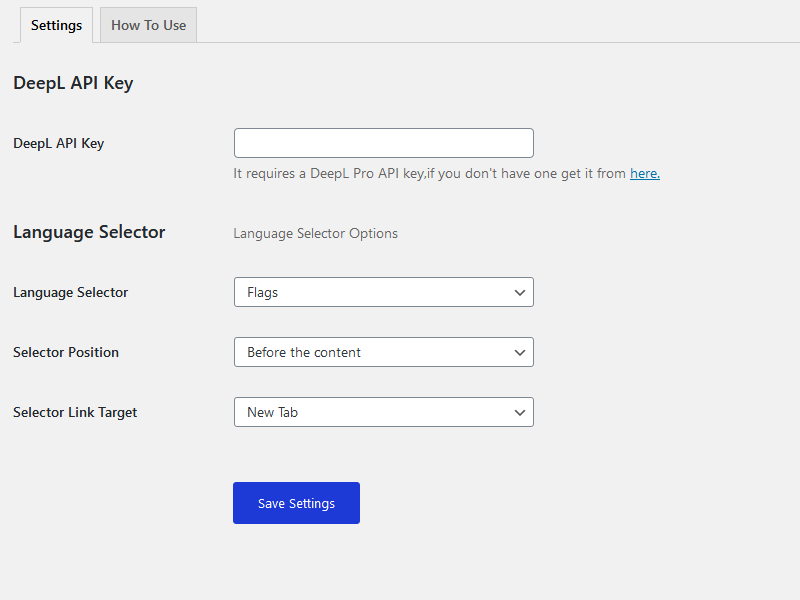 Settings
How To Use
DeepL API Key
DeepL API Key
It requires a DeepL Pro API key,if you don't have one get it from here.
Language Selector
Language Selector Options
Language Selector
Flags
Selector Position
Before the content
Selector Link Target
New Tab
Save Settings